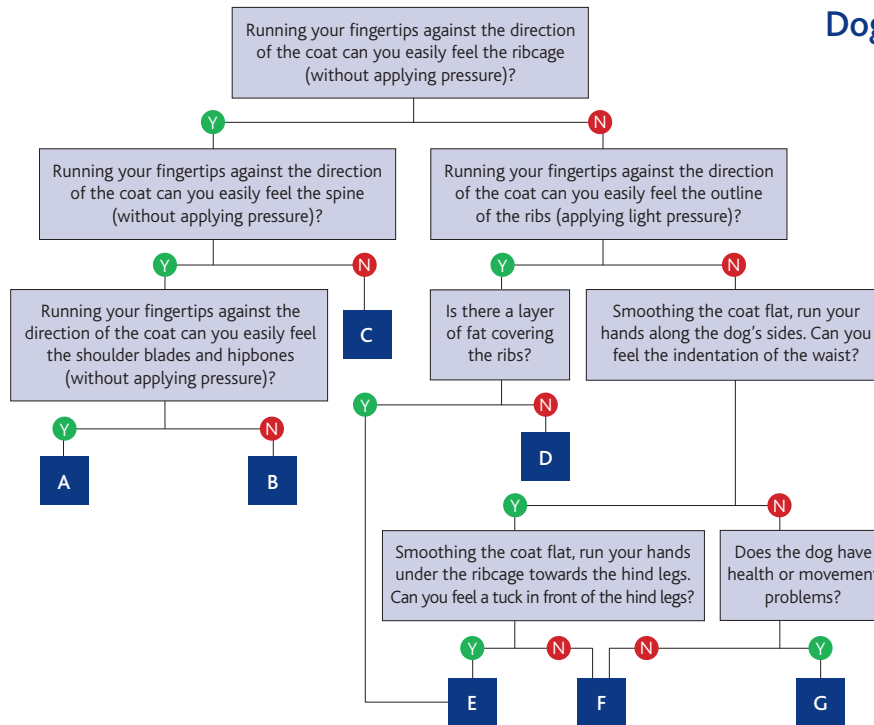 Dog
Running your fingertips against the direction
of the coat can you easily feel the ribcage
(without applying pressure)?
Y
N
Running your fingertips against the direction
of the coat can you easily feel the spine
(without applying pressure)?
Running your fingertips against the direction
of the coat can you easily feel the outline
of the ribs (applying light pressure)?
Y
N
Y
N
Running your fingertips against the
direction of the coat can you easily feel
the shoulder blades and hipbones
(without applying pressure)?
C
Is there a layer
of fat covering
the ribs?
Smoothing the coat flat, run your
hands along the dog's sides. Can you
feel the indentation of the waist?
Y
N
Y
N
A
B
D
Y
N
Smoothing the coat flat, run your hands
under the ribcage towards the hind legs.
Can you feel a tuck in front of the hind legs?
Does the dog have
health or movement
problems?
Y
N
N
Y
E
F
G